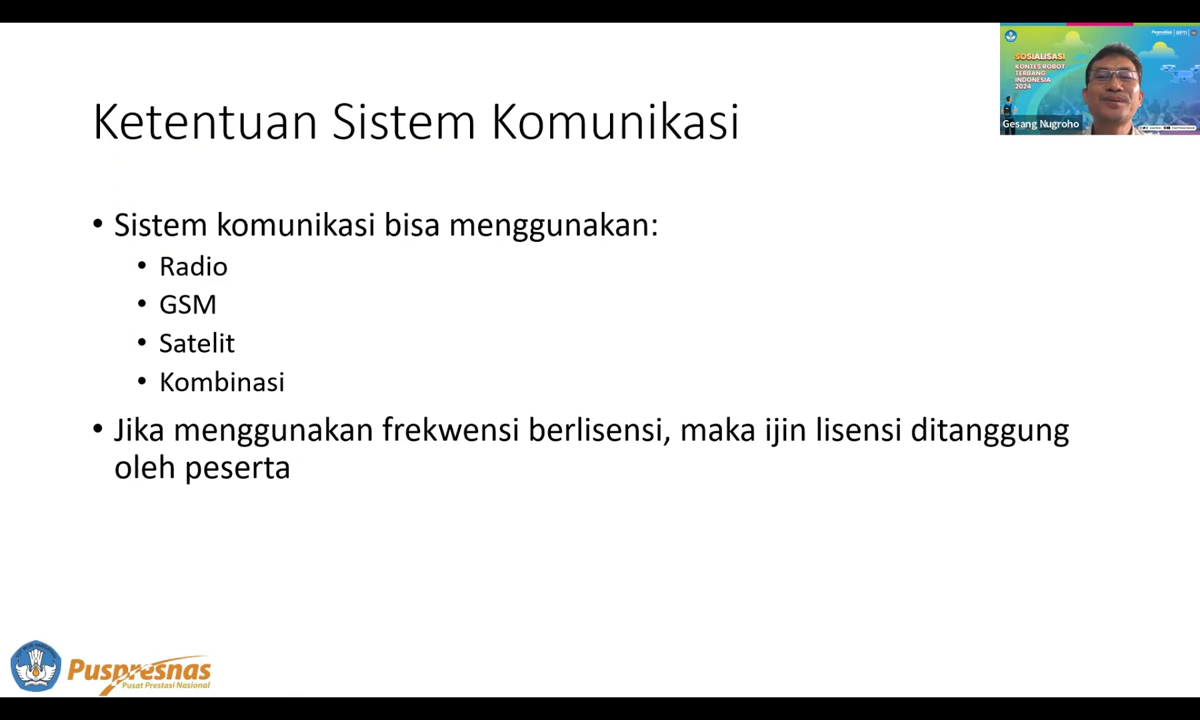 Ketentuan Sistem Komunikasi
SOSIALISASI
KONTES ROBOT
TERBANG
INDONESIA
2024
Gesang Nugroho
• Sistem komunikasi bisa menggunakan:
• Radio
• GSM
• Satelit
• Kombinasi
• Jika menggunakan frekwensi berlisensi, maka ijin lisensi ditanggung
oleh peserta
Puspresnas
Pusat Prestasi Nasional